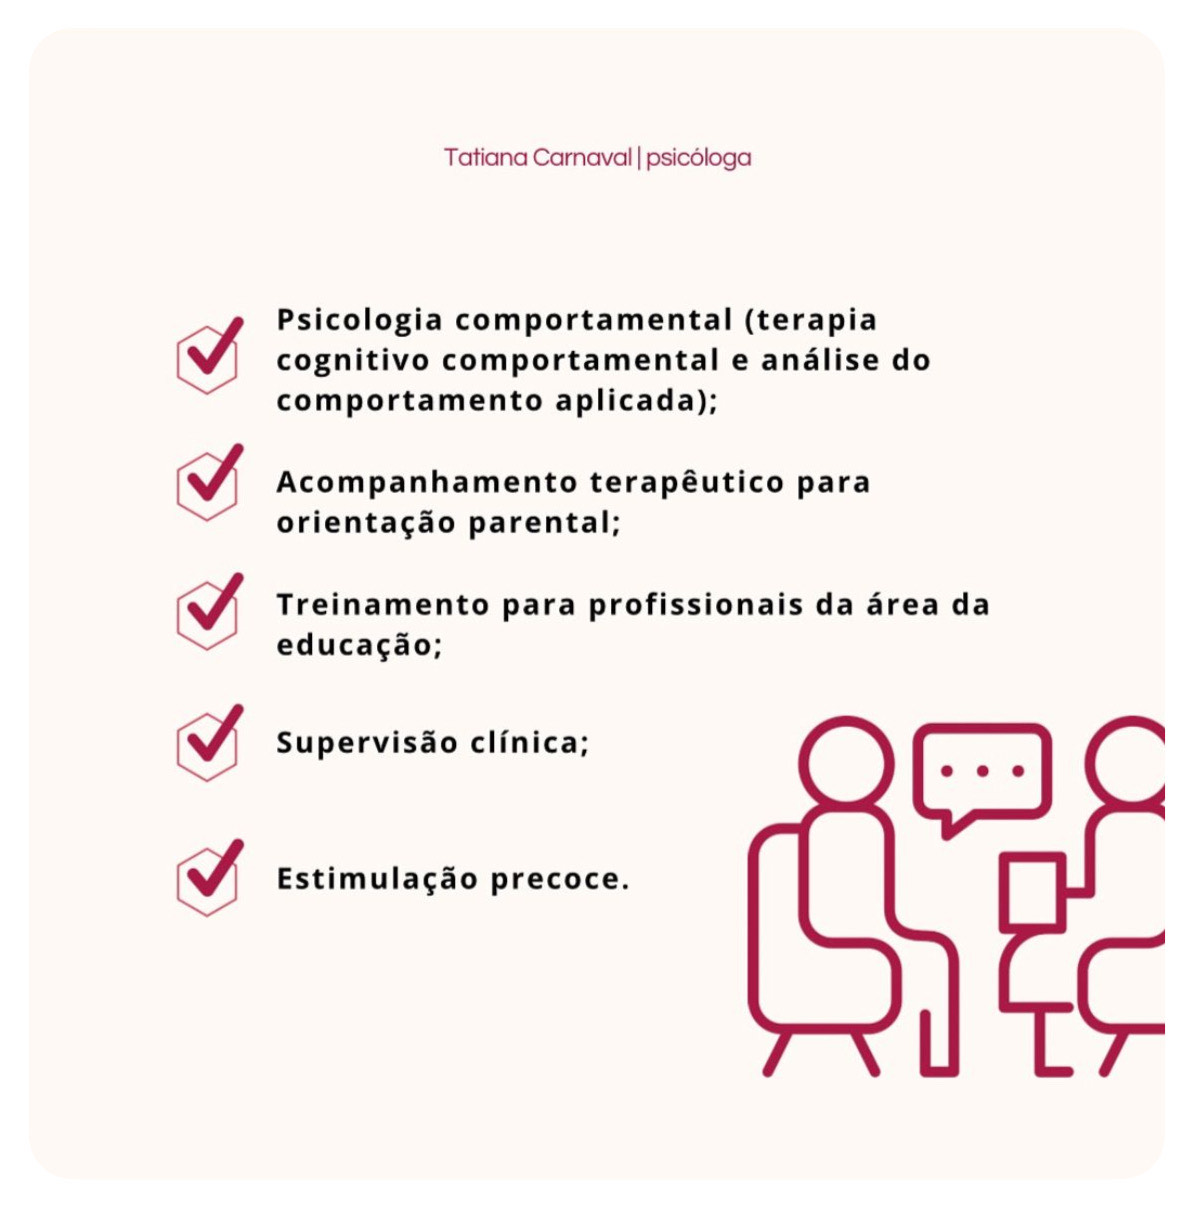 Tatiana Carnaval | psicóloga
Psicologia comportamental (terapia
cognitivo comportamental e análise do
comportamento aplicada);
Acompanhamento terapêutico para
orientação parental;
Treinamento para profissionais da área da
educação;
Supervisão clínica;
Estimulação precoce.